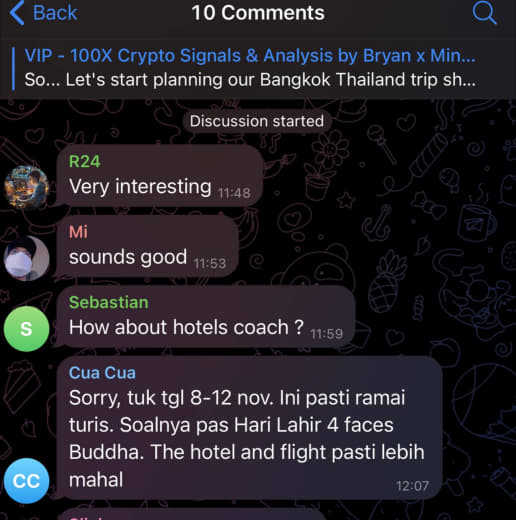 Back
10 Comments
VIP - 100X Crypto Signals & Analysis by Bryan x Min...
So... Let's start planning our Bangkok Thailand trip sh...
Discussion started
R24
Very interesting 11:48
Mi
sounds good 11:53
Sebastian
S
How about hotels coach ? 11:59
Cua Cua
Sorry, tuk tgl 8-12 nov. Ini pasti ramai
turis. Soalnya pas Hari Lahir 4 faces
Buddha. The hotel and flight pasti lebih
CC
mahal 12:07